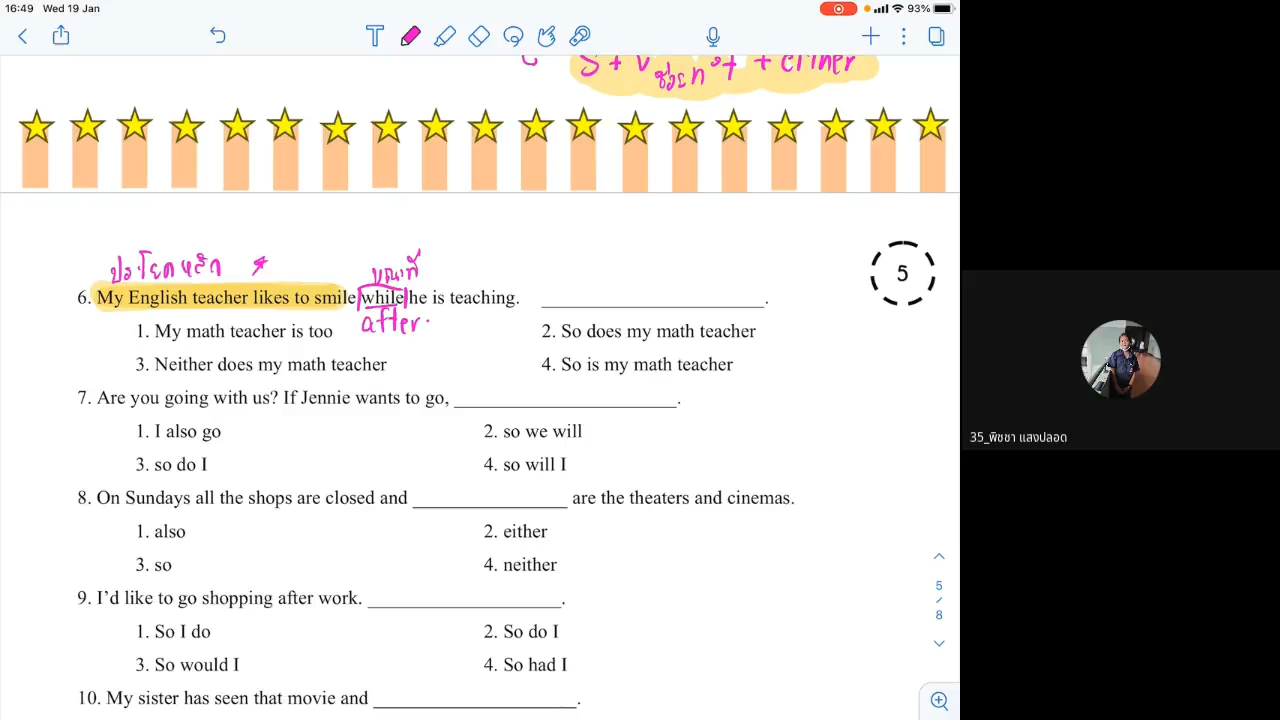 16:49 Wed 19 Jan
93%
S + V ช่วย n't + either
5
ประโยคหลัก
ขณะที่
6. My English teacher likes to smile while he is teaching. ______________________.
after
1. My math teacher is too
2. So does my math teacher
3. Neither does my math teacher
4. So is my math teacher
7. Are you going with us? If Jennie wants to go, ______________________.
1. I also go
2. so we will
3. so do I
4. so will I
8. On Sundays all the shops are closed and _______________ are the theaters and cinemas.
1. also
2. either
3. so
4. neither
9. I’d like to go shopping after work. ___________________.
1. So I do
2. So do I
3. So would I
4. So had I
10. My sister has seen that movie and ____________________.
5
8
35_พิชชา แสงปลอด